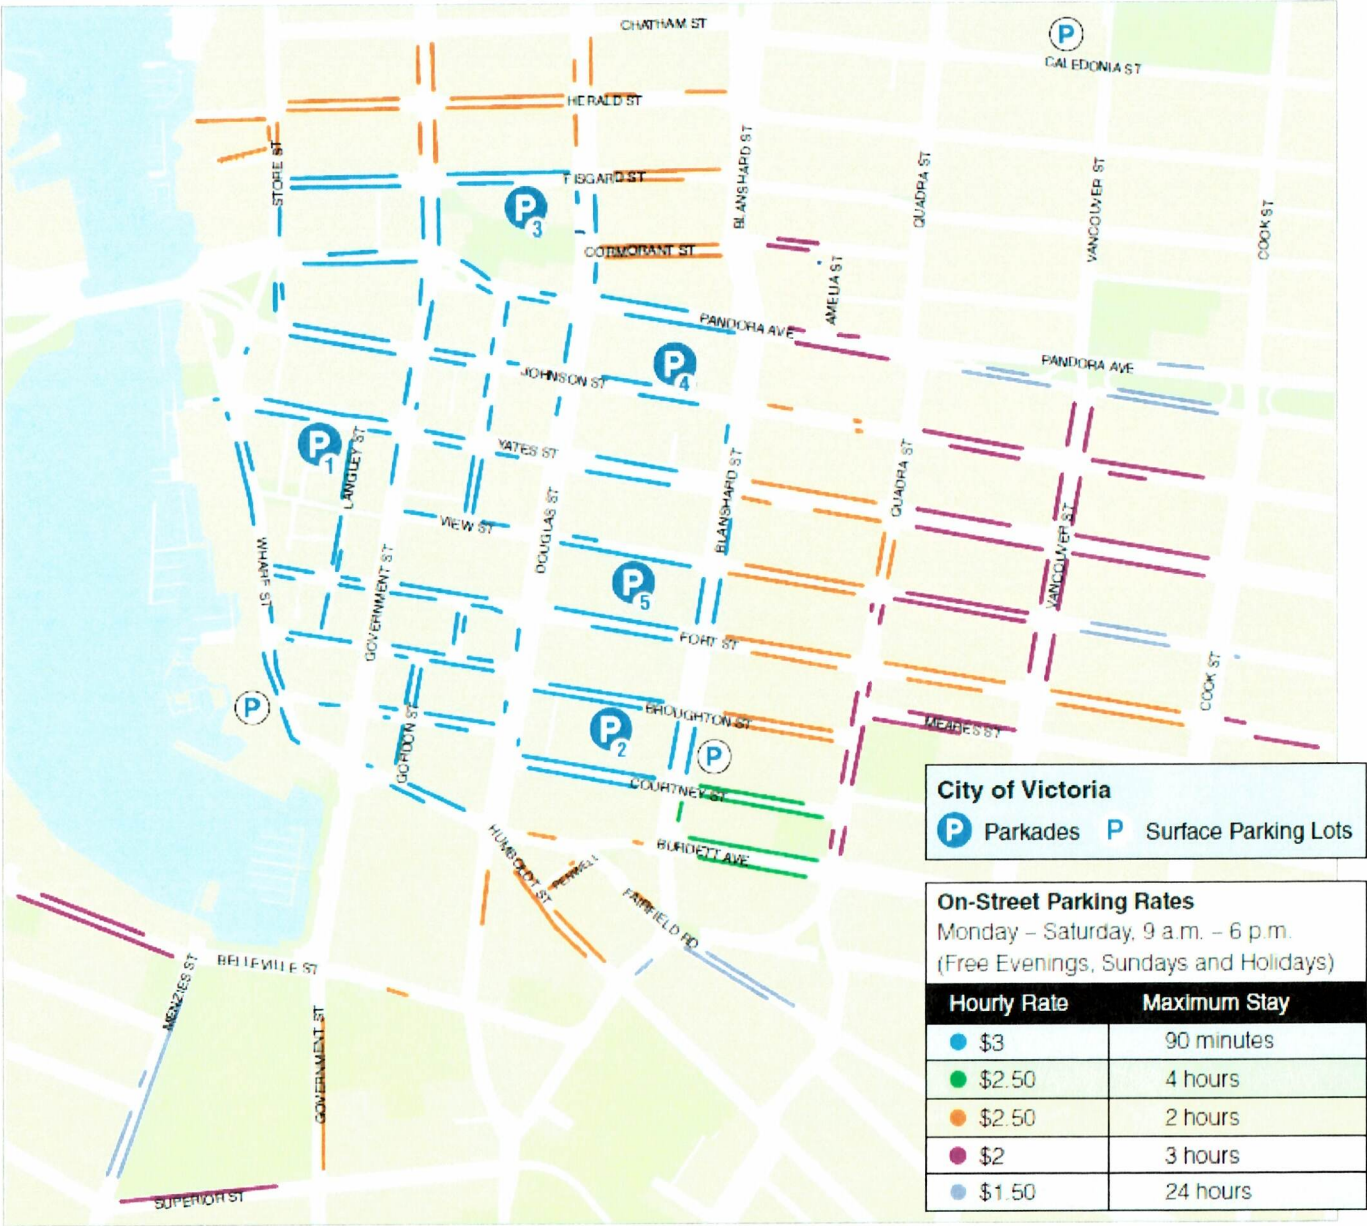 CHATHAM ST
P
CALEDONIA ST
HERALD ST
STORE ST
FISGARD ST
BLANSHARD ST
QUADRA ST
VANCOUVER ST
COOK ST
P 3
CORMORANT ST
AMELIA ST
PANDORA AVE
PANDORA AVE
P 4
JOHNSON ST
P 1
LANGLEY ST
YATES ST
BLANSHARD ST
QUADRA ST
VIEW ST
DOUGLAS ST
WHARF ST
GOVERNMENT ST
VANCOUVER ST
P 5
FORT ST
COOK ST
P
GORDON ST
BROUGHTON ST
P 2
MEARES ST
P
COURTNEY ST
HUMBOLDT ST
PENWELL
BURDETT AVE
FAIRFIELD RD
BELLEVILLE ST
MENZIES ST
GOVERNMENT ST
SUPERIOR ST
City of Victoria
P Parkades P Surface Parking Lots
On-Street Parking Rates
Monday – Saturday, 9 a.m. – 6 p.m.
(Free Evenings, Sundays and Holidays)
Hourly Rate Maximum Stay
$3 90 minutes
$2.50 4 hours
$2.50 2 hours
$2 3 hours
$1.50 24 hours